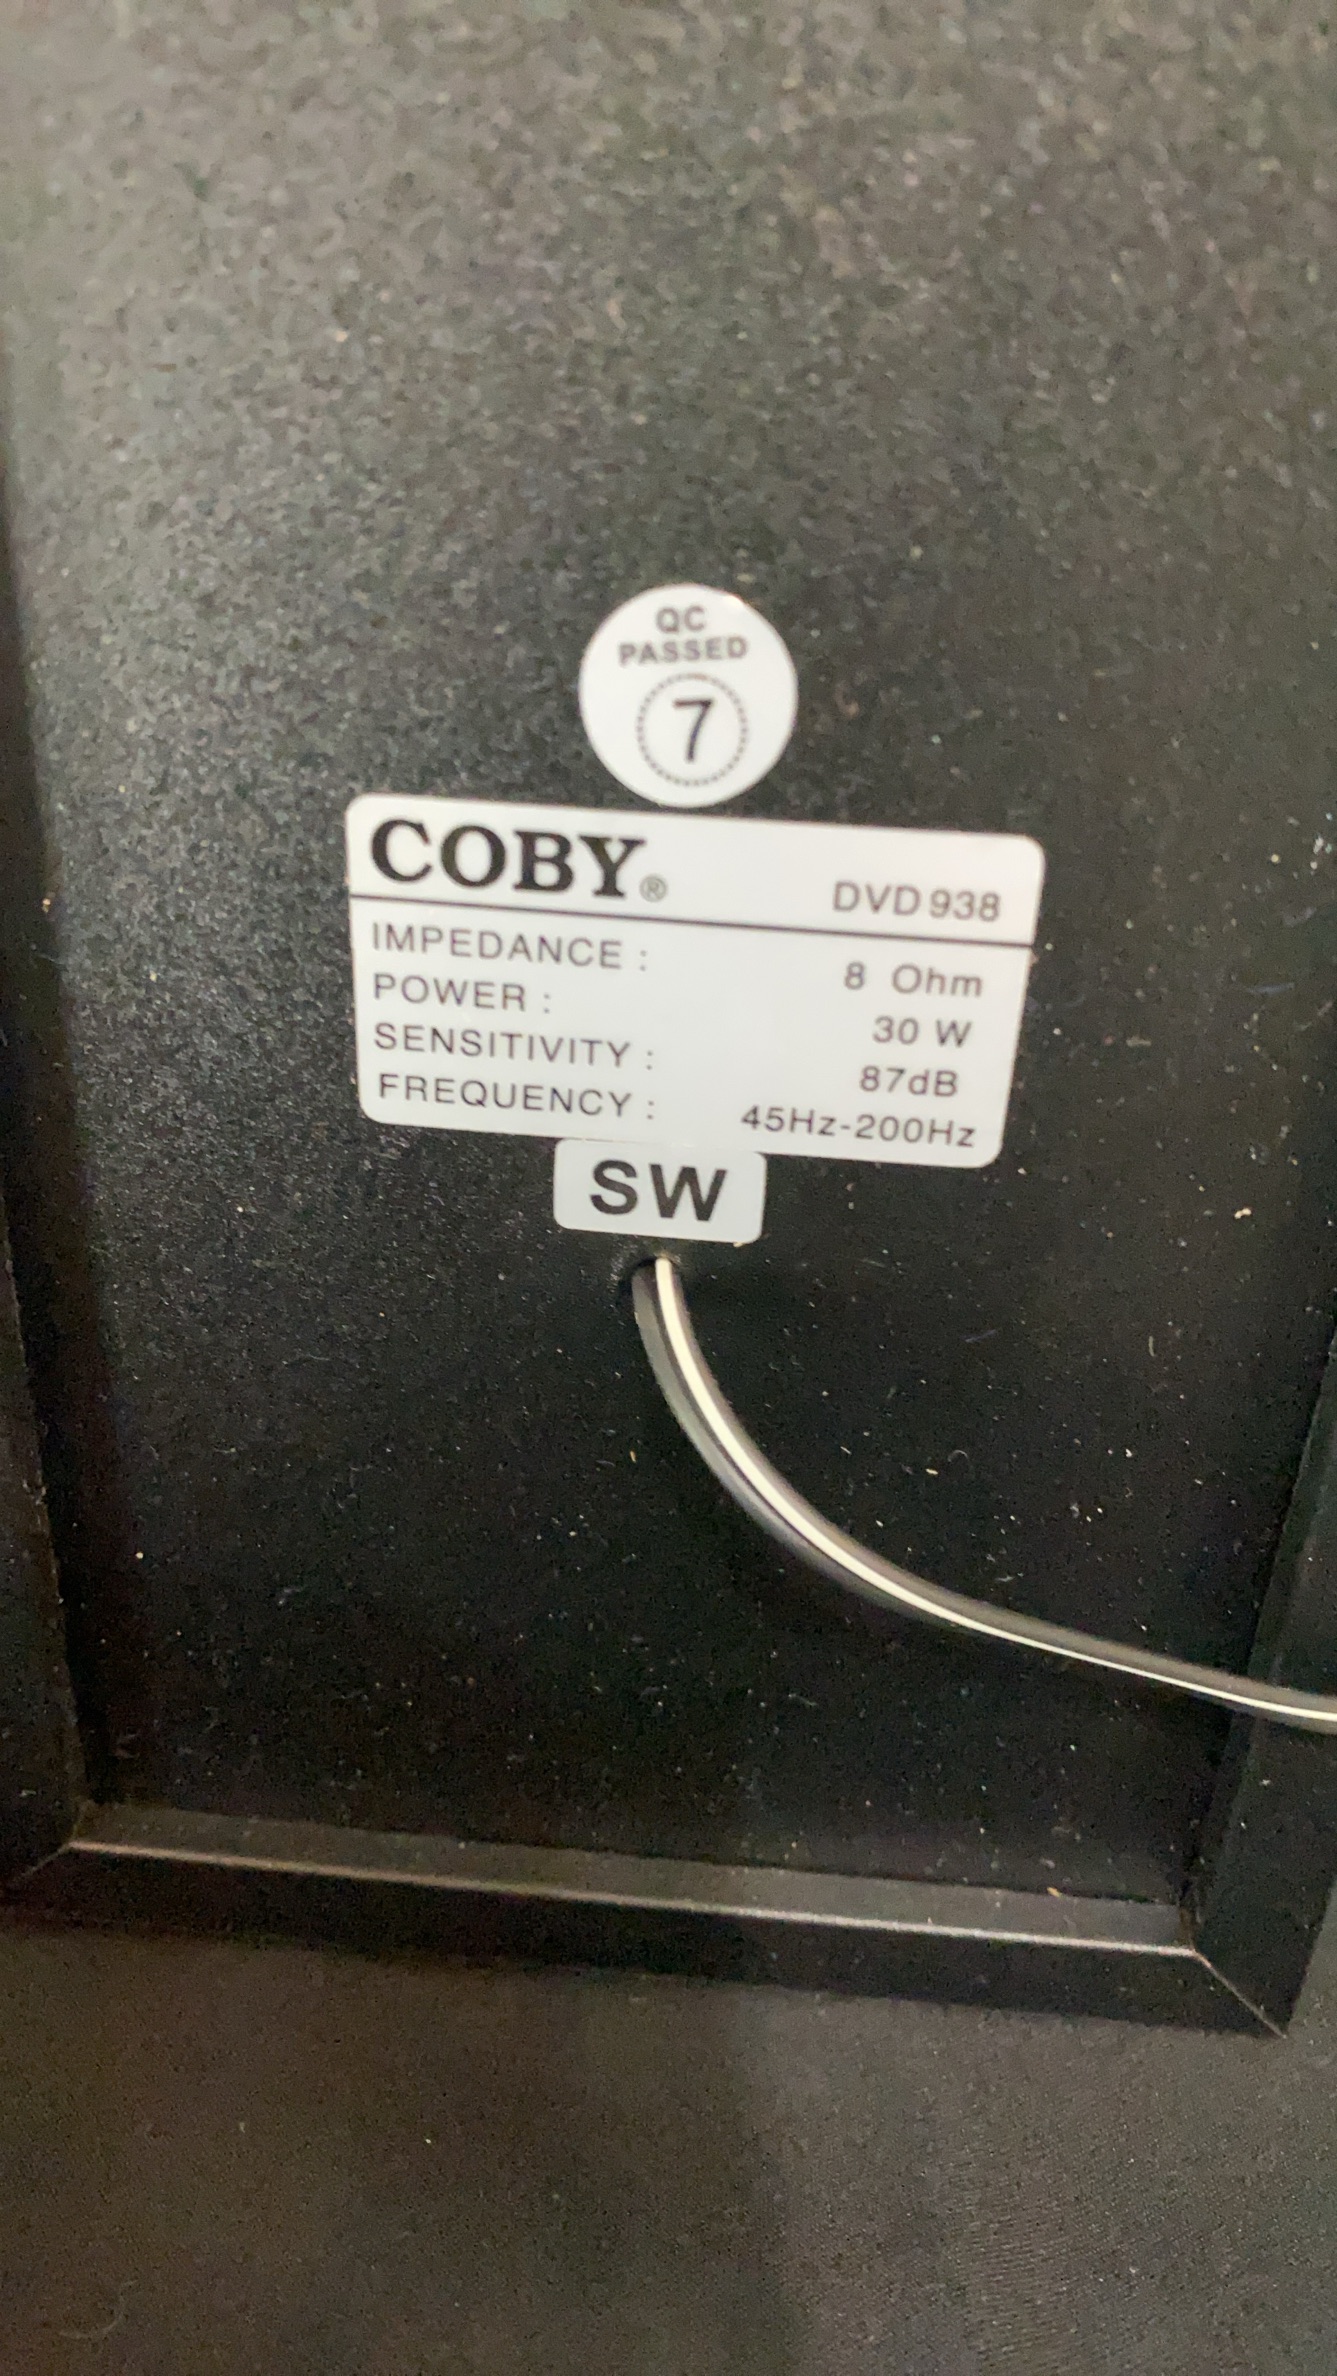 QC
PASSED
7
COBY® DVD938
IMPEDANCE : 8 Ohm
POWER : 30 W
SENSITIVITY : 87dB
FREQUENCY : 45Hz-200Hz
SW